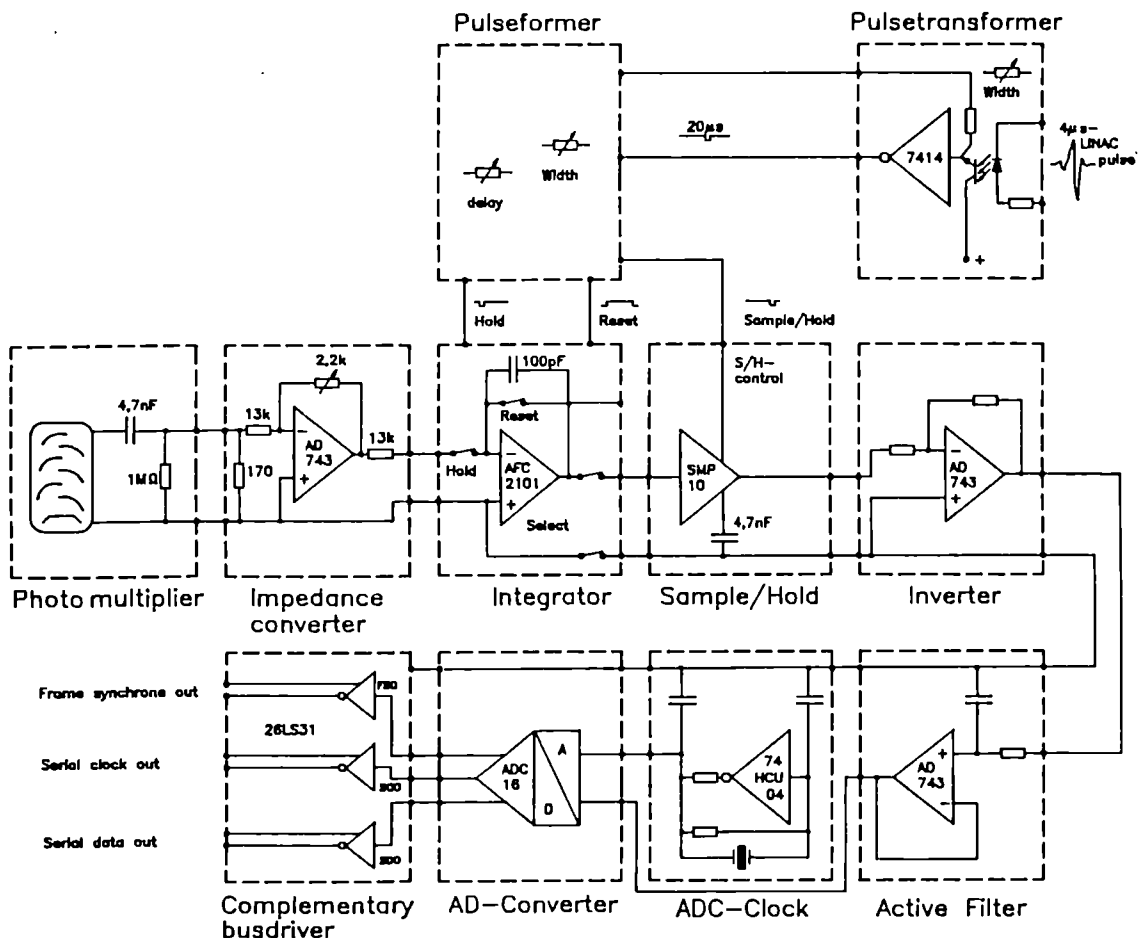 Pulseformer
Pulsetransformer
Width
20µs
7414
4µs-
LINAC
pulse
Width
delay
+
Hold
Reset
Sample/Hold
2,2k
100pF
S/H-
control
4,7nF
13k
Reset
AD
743
13k
Hold
AFC
2101
SMP
10
AD
743
1MΩ
170
Select
4,7nF
Photo multiplier
Impedance
converter
Integrator
Sample/Hold
Inverter
Frame synchrone out
26LS31
Serial clock out
ADC
16
A
D
74
HCU
04
AD
743
Serial data out
Complementary
busdriver
AD-Converter
ADC-Clock
Active Filter